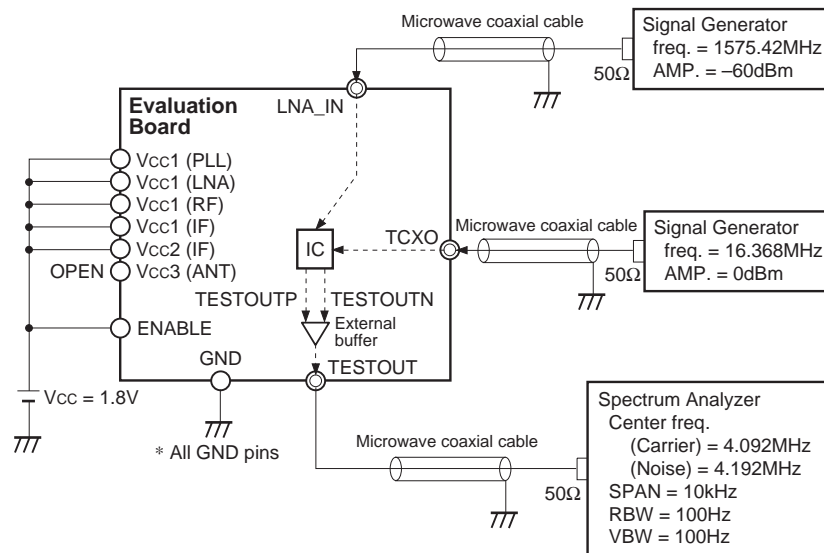 Microwave coaxial cable
Signal Generator
freq. = 1575.42MHz
AMP. = –60dBm
50Ω
LNA_IN
Evaluation
Board
VCC1 (PLL)
VCC1 (LNA)
VCC1 (RF)
VCC1 (IF)
VCC2 (IF)
OPEN
VCC3 (ANT)
ENABLE
IC
TCXO
Microwave coaxial cable
Signal Generator
freq. = 16.368MHz
AMP. = 0dBm
50Ω
TESTOUTP
TESTOUTN
External
buffer
GND
TESTOUT
VCC = 1.8V
* All GND pins
Microwave coaxial cable
50Ω
Spectrum Analyzer
Center freq.
(Carrier) = 4.092MHz
(Noise) = 4.192MHz
SPAN = 10kHz
RBW = 100Hz
VBW = 100Hz